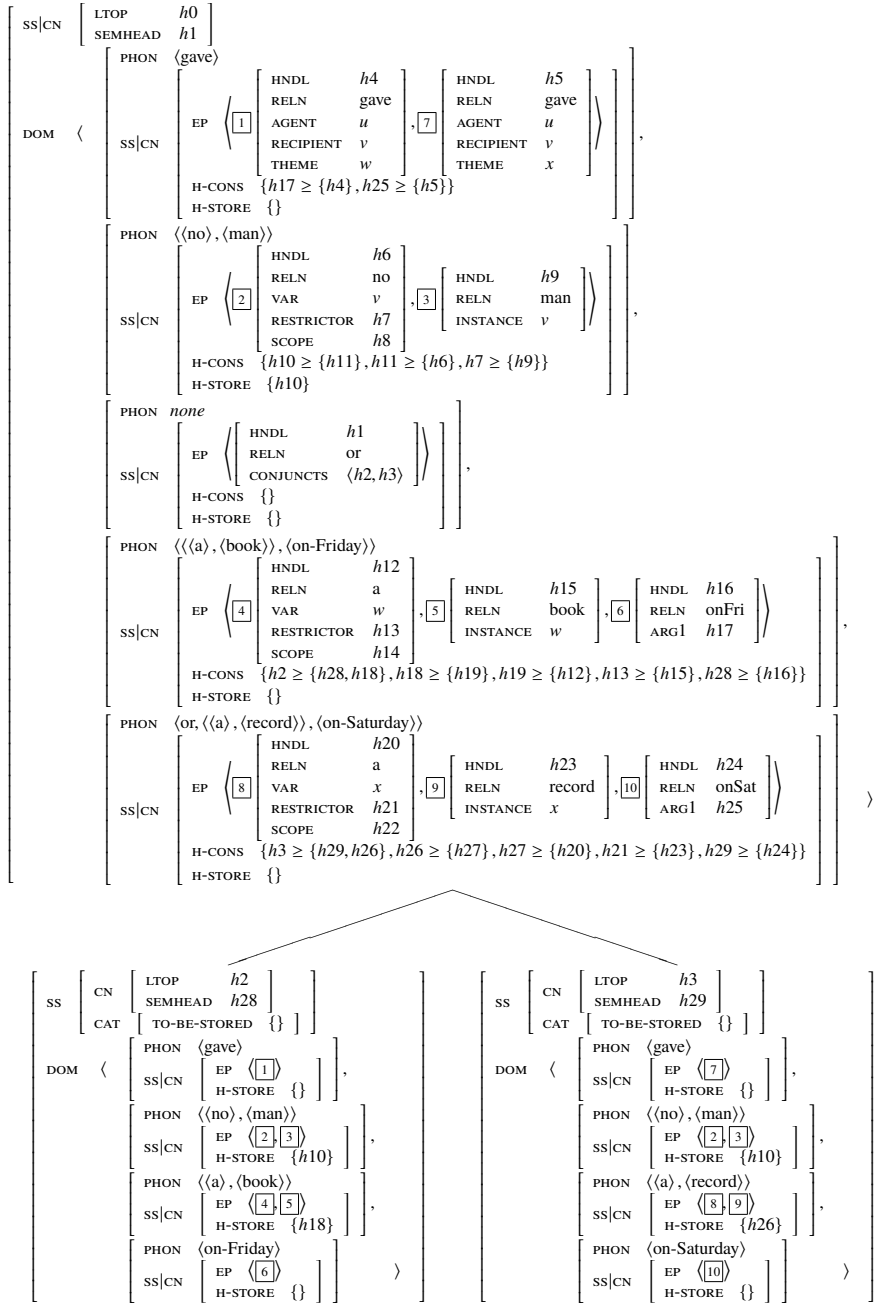 SS|CN LTOP h0
SEMHEAD h1
PHON ⟨gave⟩
HNDL h4 HNDL h5
RELN gave RELN gave
EP ⟨ 1 AGENT u , 7 AGENT u ⟩
RECIPIENT v RECIPIENT v
DOM ⟨ SS|CN THEME w THEME x ,
H-CONS {h17 ≥ {h4}, h25 ≥ {h5}}
H-STORE {}
PHON ⟨⟨no⟩, ⟨man⟩⟩
HNDL h6
RELN no HNDL h9
EP ⟨ 2 VAR v , 3 RELN man ⟩
RESTRICTOR h7 INSTANCE v
SS|CN SCOPE h8 ,
H-CONS {h10 ≥ {h11}, h11 ≥ {h6}, h7 ≥ {h9}}
H-STORE {h10}
PHON none
HNDL h1
EP ⟨ RELN or ⟩
SS|CN CONJUNCTS ⟨h2, h3⟩ ,
H-CONS {}
H-STORE {}
PHON ⟨⟨⟨a⟩, ⟨book⟩⟩, ⟨on-Friday⟩⟩
HNDL h12
RELN a HNDL h15 HNDL h16
EP ⟨ 4 VAR w , 5 RELN book , 6 RELN onFri ⟩
RESTRICTOR h13 INSTANCE w ARG1 h17
SS|CN SCOPE h14 ,
H-CONS {h2 ≥ {h28, h18}, h18 ≥ {h19}, h19 ≥ {h12}, h13 ≥ {h15}, h28 ≥ {h16}}
H-STORE {}
PHON ⟨or, ⟨⟨a⟩, ⟨record⟩⟩, ⟨on-Saturday⟩⟩
HNDL h20
RELN a HNDL h23 HNDL h24
EP ⟨ 8 VAR x , 9 RELN record , 10 RELN onSat ⟩
RESTRICTOR h21 INSTANCE x ARG1 h25
SS|CN SCOPE h22 ⟩
H-CONS {h3 ≥ {h29, h26}, h26 ≥ {h27}, h27 ≥ {h20}, h21 ≥ {h23}, h29 ≥ {h24}}
H-STORE {}
SS CN LTOP h2
SEMHEAD h28
CAT [ TO-BE-STORED {} ]
DOM ⟨ PHON ⟨gave⟩
SS|CN EP ⟨ 1 ⟩ ,
H-STORE {}
PHON ⟨⟨no⟩, ⟨man⟩⟩
SS|CN EP ⟨ 2 , 3 ⟩ ,
H-STORE {h10}
PHON ⟨⟨a⟩, ⟨book⟩⟩
SS|CN EP ⟨ 4 , 5 ⟩ ,
H-STORE {h18}
PHON ⟨on-Friday⟩
SS|CN EP ⟨ 6 ⟩ ⟩
H-STORE {}
SS CN LTOP h3
SEMHEAD h29
CAT [ TO-BE-STORED {} ]
DOM ⟨ PHON ⟨gave⟩
SS|CN EP ⟨ 7 ⟩ ,
H-STORE {}
PHON ⟨⟨no⟩, ⟨man⟩⟩
SS|CN EP ⟨ 2 , 3 ⟩ ,
H-STORE {h10}
PHON ⟨⟨a⟩, ⟨record⟩⟩
SS|CN EP ⟨ 8 , 9 ⟩ ,
H-STORE {h26}
PHON ⟨on-Saturday⟩
SS|CN EP ⟨ 10 ⟩ ⟩
H-STORE {}